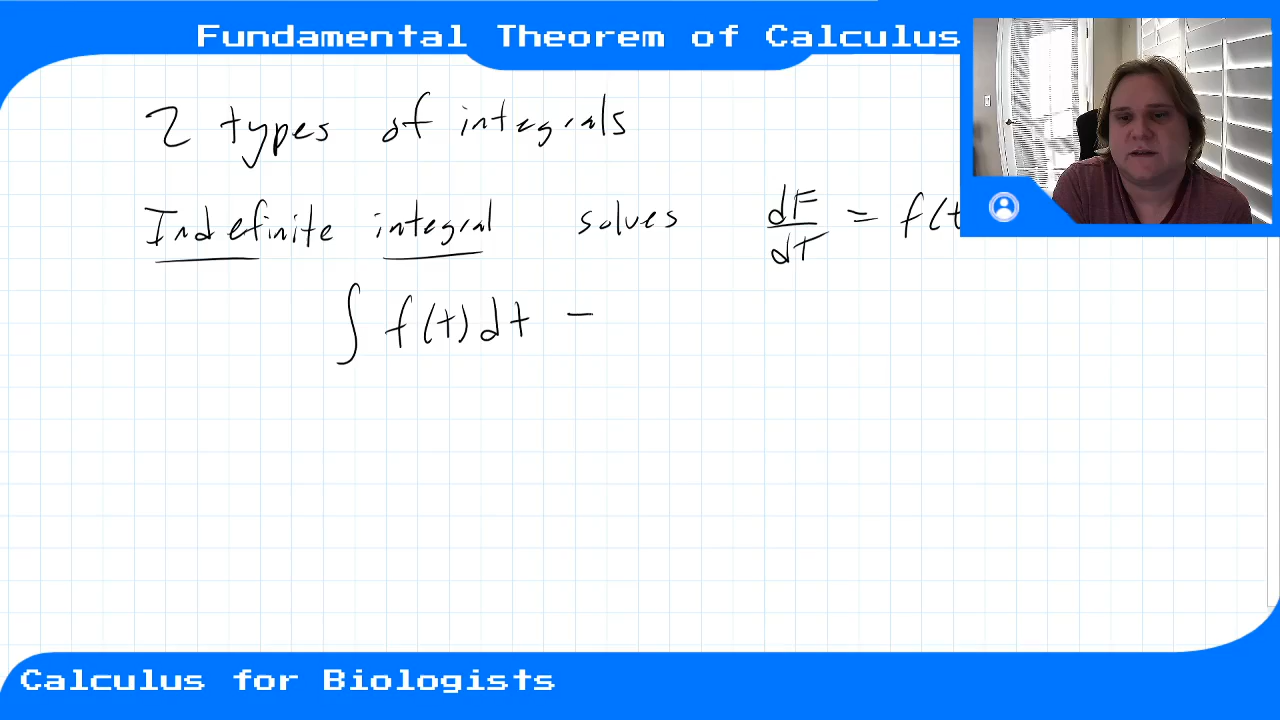 Fundamental Theorem of Calculus
2 types of integrals
Indefinite integral solves dF/dt = f(t
∫ f(t) dt -
Calculus for Biologists